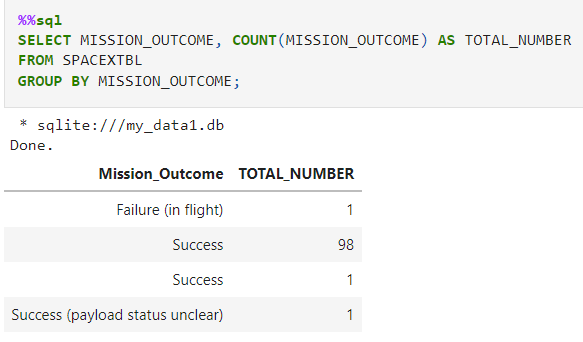 %%sql
SELECT MISSION_OUTCOME, COUNT(MISSION_OUTCOME) AS TOTAL_NUMBER
FROM SPACEXTBL
GROUP BY MISSION_OUTCOME;
* sqlite:///my_data1.db
Done.
Mission_Outcome TOTAL_NUMBER
Failure (in flight) 1
Success 98
Success 1
Success (payload status unclear) 1